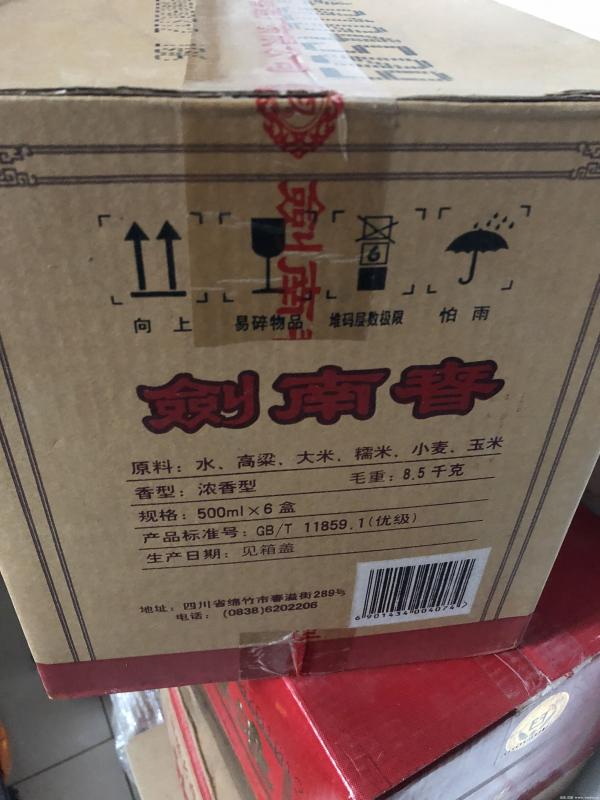 劍南
6
向上 易碎物品 堆码层数极限 怕雨
劍南春
原料：水、高粱、大米、糯米、小麦、玉米
香型：浓香型 毛重：8.5千克
规格：500ml×6盒
产品标准号：GB/T 11859.1(优级)
生产日期：见箱盖
地址：四川省绵竹市春溢街289号
电话：(0838)6202206
6901434004074